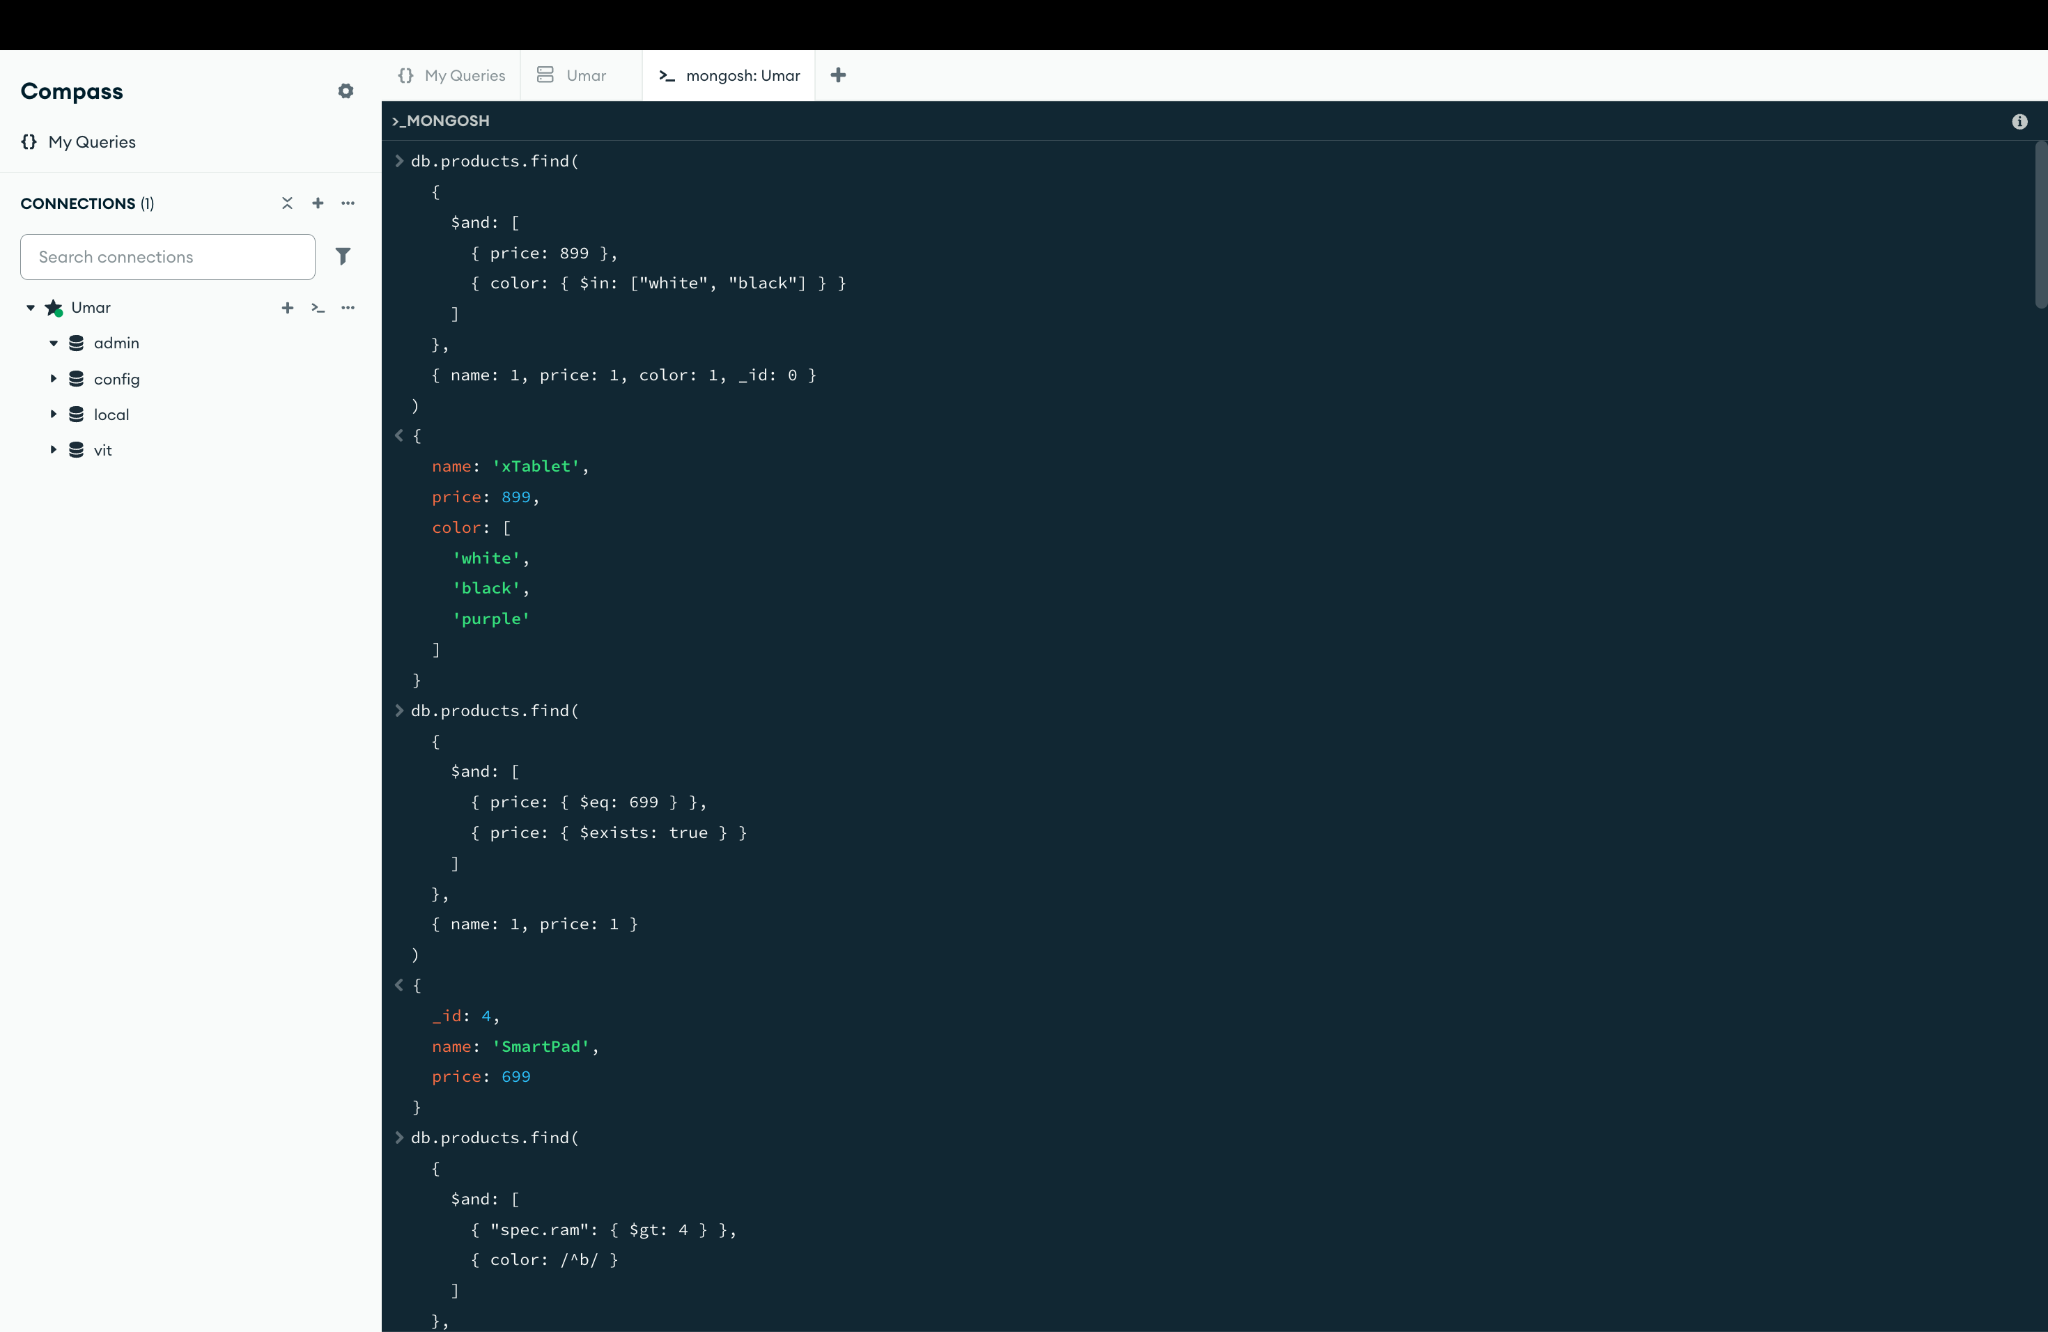 Compass
My Queries
CONNECTIONS (1)
Search connections
Umar
admin
config
local
vit
My Queries
Umar
mongosh: Umar
>_MONGOSH
db.products.find(
{
$and: [
{ price: 899 },
{ color: { $in: ["white", "black"] } }
]
},
{ name: 1, price: 1, color: 1, _id: 0 }
)
{
name: 'xTablet',
price: 899,
color: [
'white',
'black',
'purple'
]
}
db.products.find(
{
$and: [
{ price: { $eq: 699 } },
{ price: { $exists: true } }
]
},
{ name: 1, price: 1 }
)
{
_id: 4,
name: 'SmartPad',
price: 699
}
db.products.find(
{
$and: [
{ "spec.ram": { $gt: 4 } },
{ color: /^b/ }
]
},